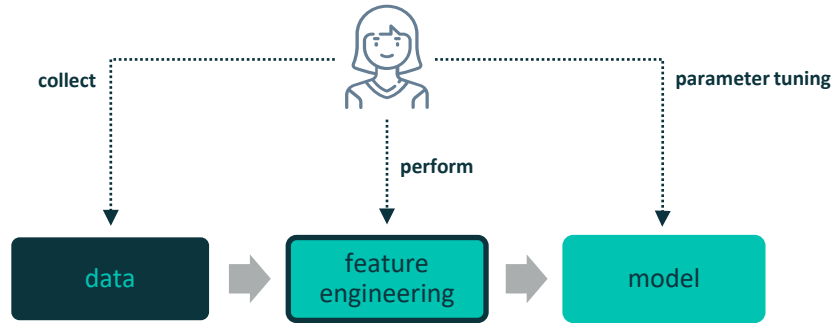 collect
parameter tuning
perform
data
feature
engineering
model